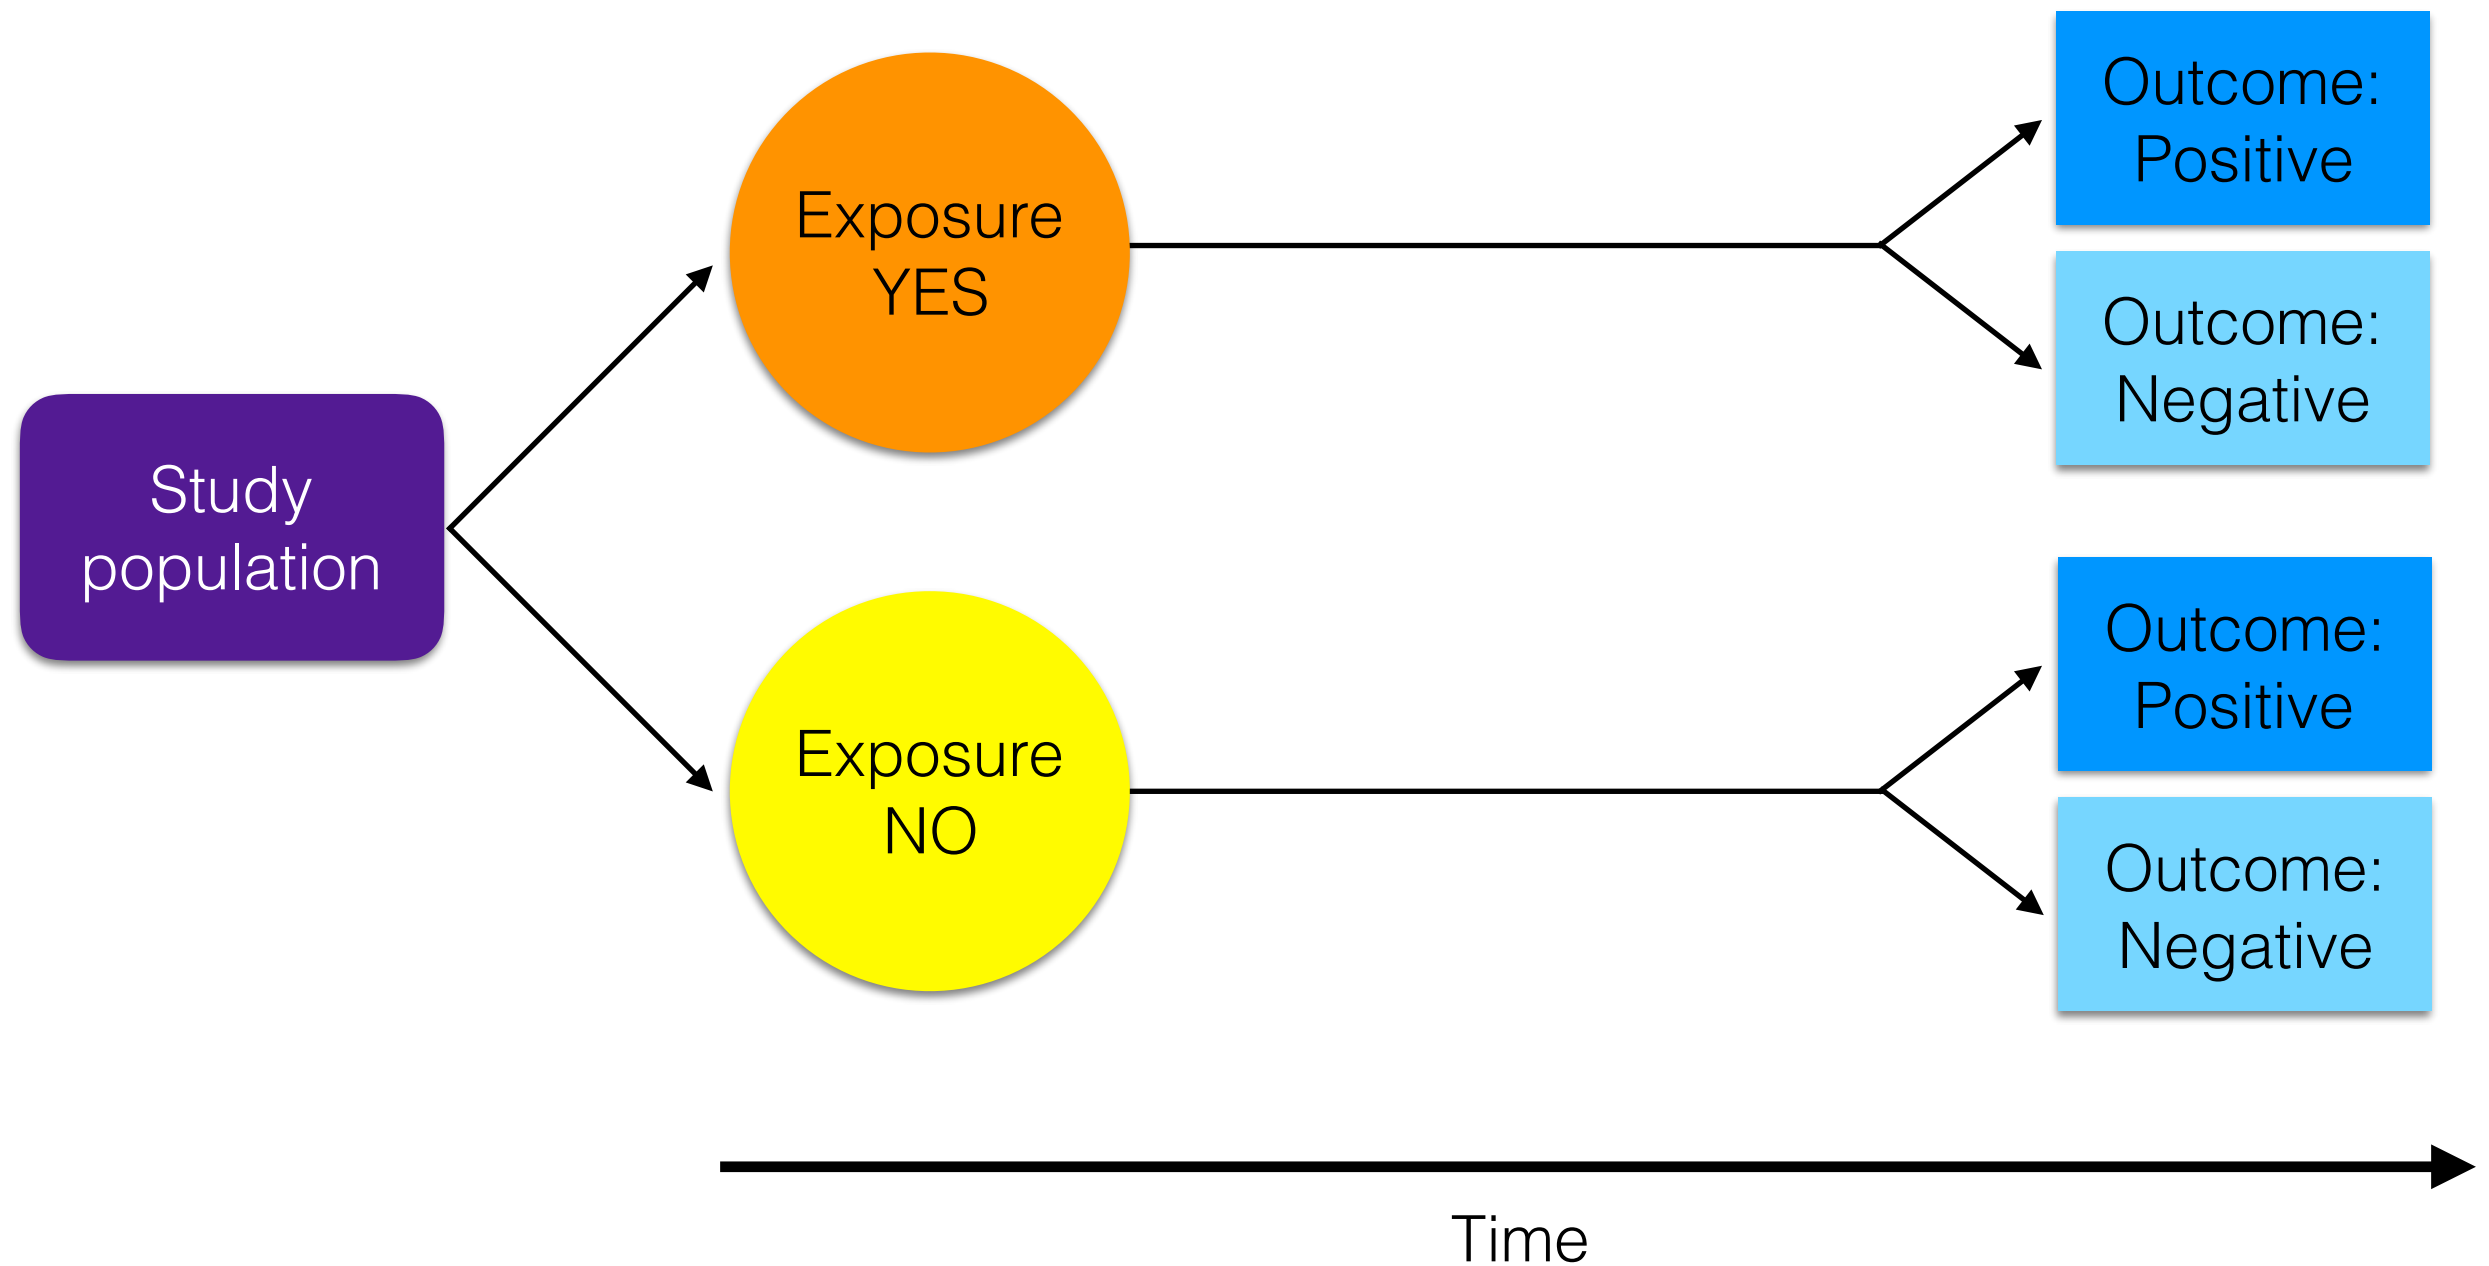 Study
population
Exposure
YES
Outcome:
Positive
Outcome:
Negative
Exposure
NO
Outcome:
Positive
Outcome:
Negative
Time